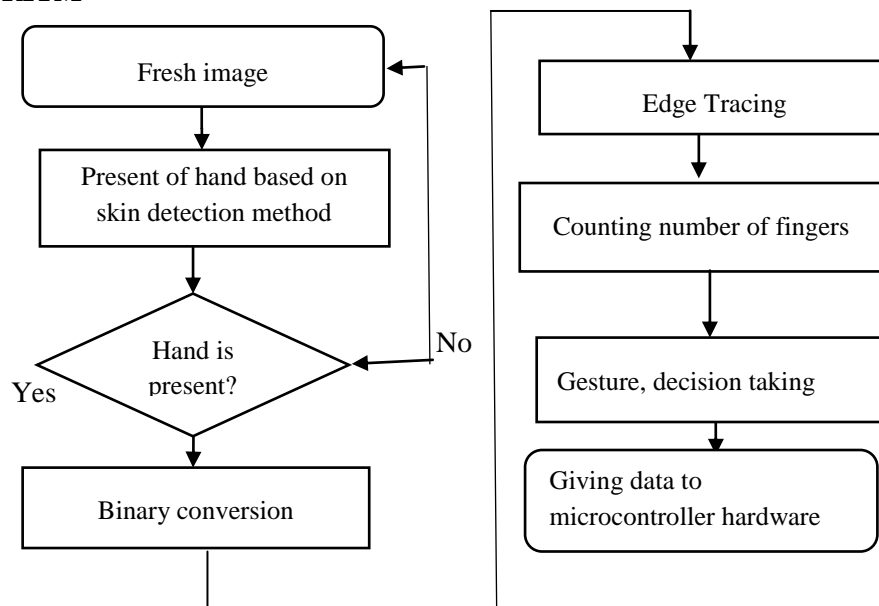 Fresh image
Present of hand based on
skin detection method
Hand is
present?
No
Yes
Binary conversion
Edge Tracing
Counting number of fingers
Gesture, decision taking
Giving data to
microcontroller hardware